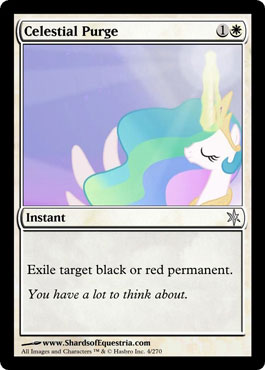 Celestial Purge 1
Instant
Exile target black or red permanent.
You have a lot to think about.
www.ShardsofEquestria.com
All Images and Characters ™ & © Hasbro Inc. 4/270